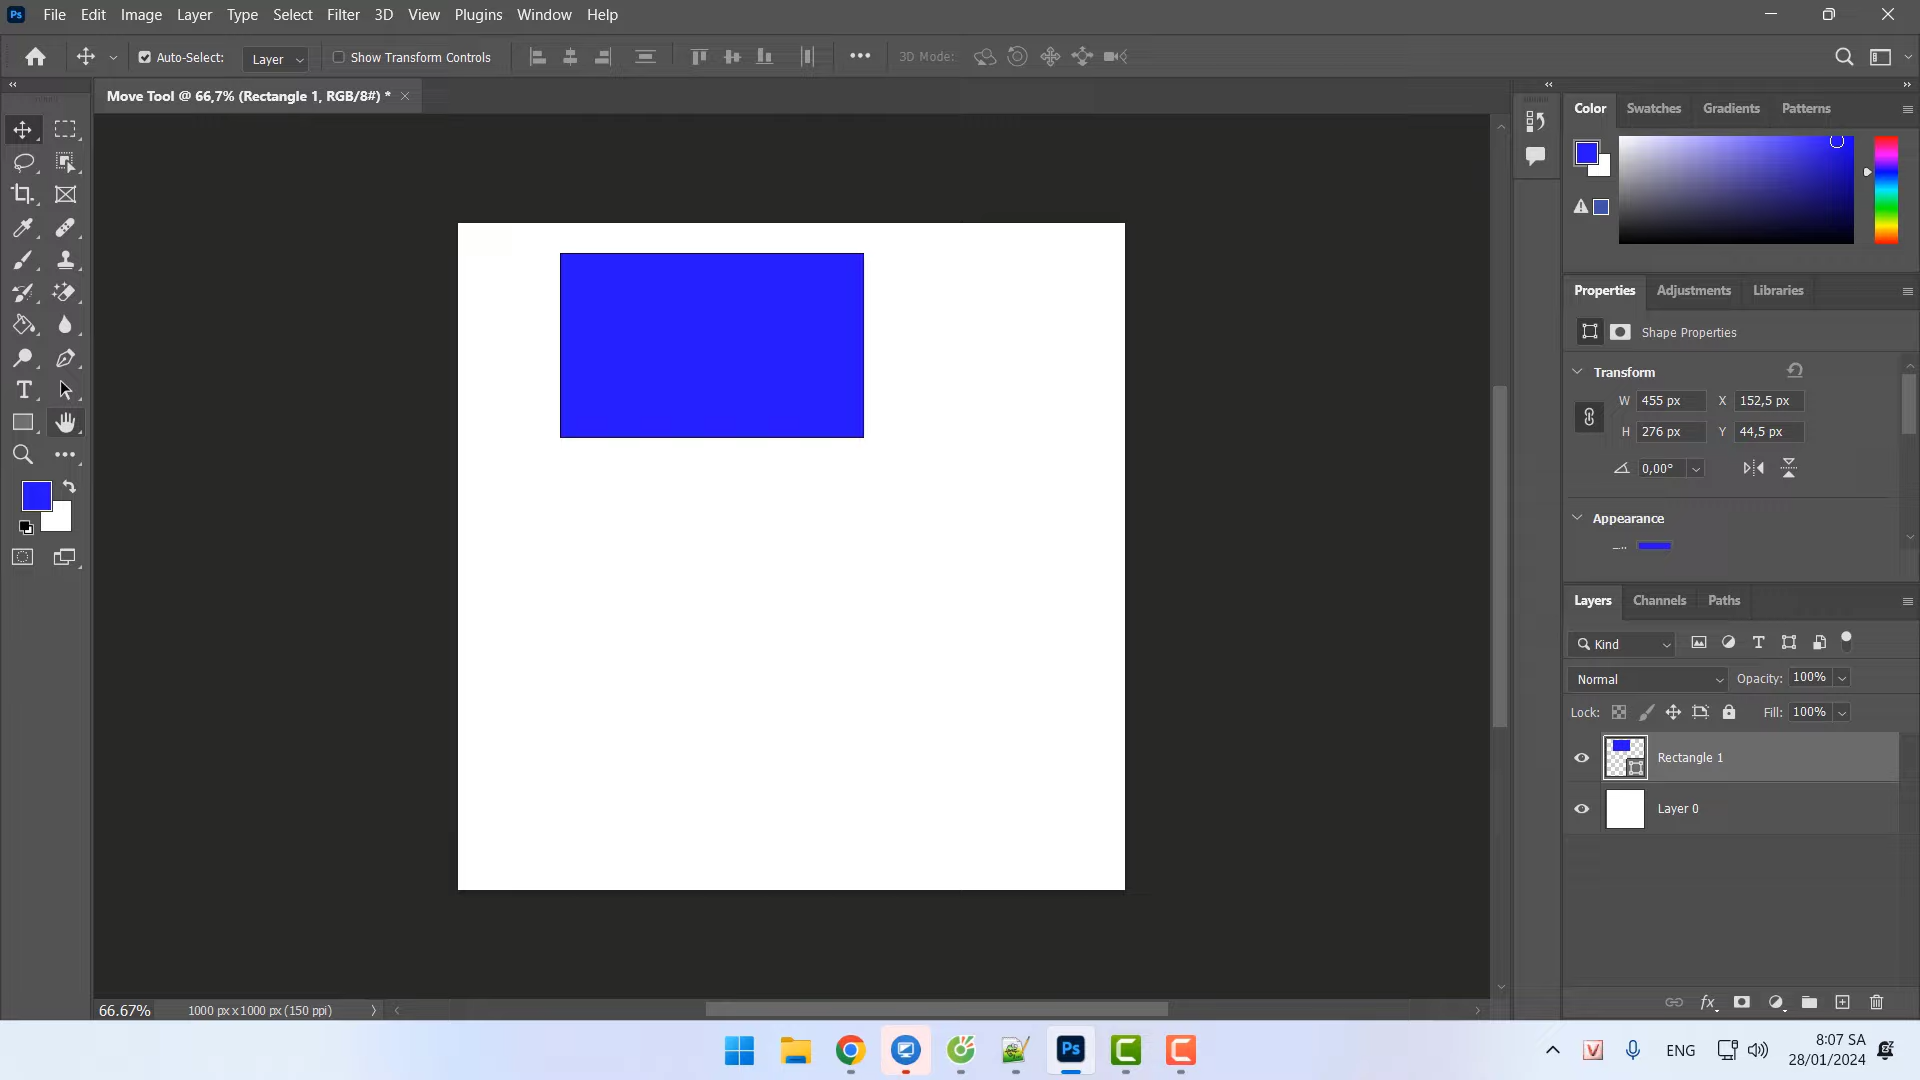 Ps File Edit Image Layer Type Select Filter 3D View Plugins Window Help
Auto-Select: Layer Show Transform Controls 3D Mode:
Move Tool @ 66,7% (Rectangle 1, RGB/8#) *
Color Swatches Gradients Patterns
Properties Adjustments Libraries
Shape Properties
Transform
W 455 px X 152,5 px
H 276 px Y 44,5 px
0,00°
Appearance
Layers Channels Paths
Kind
Normal Opacity: 100%
Lock: Fill: 100%
Rectangle 1
Layer 0
fx
66.67% 1000 px x 1000 px (150 ppi)
Ps
V ENG 8:07 SA
28/01/2024